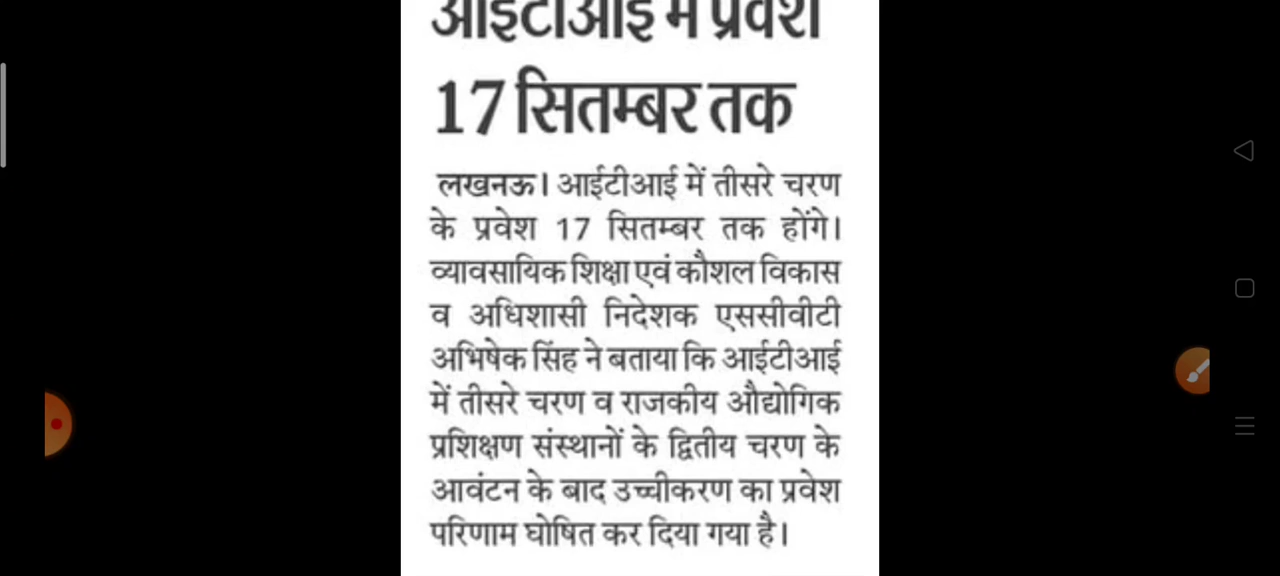 आईटीआई में प्रवेश
17 सितम्बर तक
लखनऊ। आईटीआई में तीसरे चरण
के प्रवेश 17 सितम्बर तक होंगे।
व्यावसायिक शिक्षा एवं कौशल विकास
व अधिशासी निदेशक एससीवीटी
अभिषेक सिंह ने बताया कि आईटीआई
में तीसरे चरण व राजकीय औद्योगिक
प्रशिक्षण संस्थानों के द्वितीय चरण के
आवंटन के बाद उच्चीकरण का प्रवेश
परिणाम घोषित कर दिया गया है।